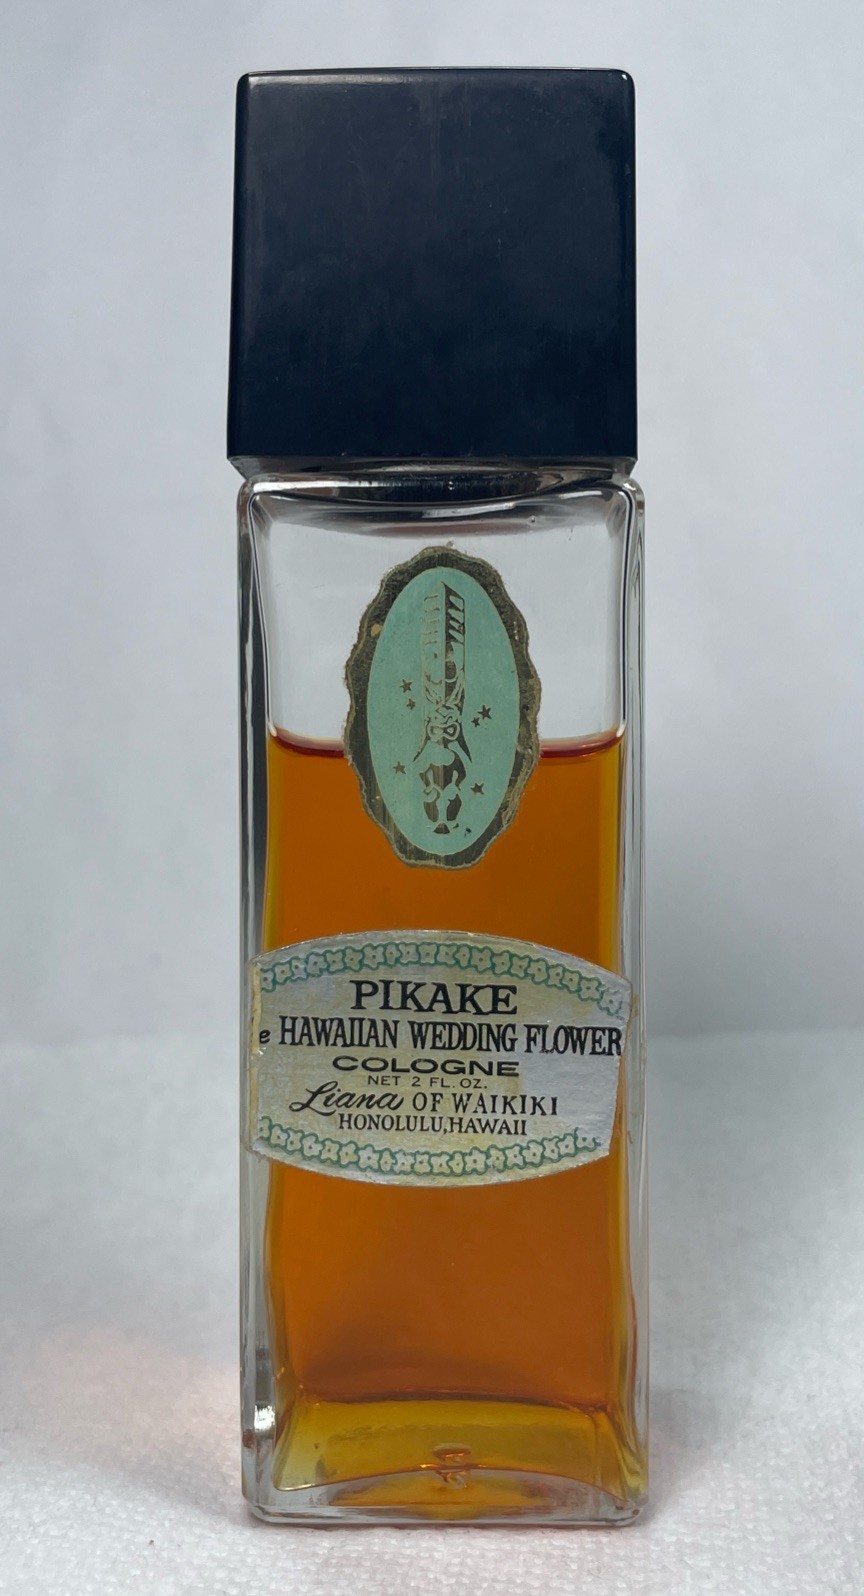 PIKAKE
e HAWAIIAN WEDDING FLOWER
COLOGNE
NET 2 FL. OZ.
Liana OF WAIKIKI
HONOLULU, HAWAII